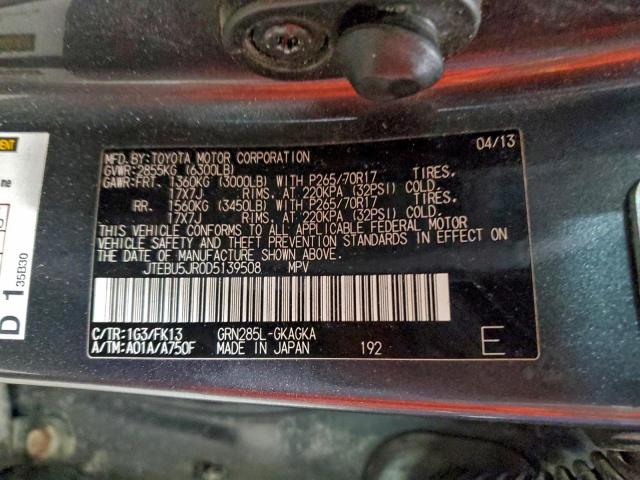 04/13
MFD. BY: TOYOTA MOTOR CORPORATION
GVWR: 2855KG (6300LB)
GAWR: FRT. 1360KG (3000LB) WITH P265/70R17 TIRES,
17X7J RIMS, AT 220KPA (32PSI) COLD.
RR. 1560KG (3450LB) WITH P265/70R17 TIRES,
17X7J RIMS, AT 220KPA (32PSI) COLD.
THIS VEHICLE CONFORMS TO ALL APPLICABLE FEDERAL MOTOR
VEHICLE SAFETY AND THEFT PREVENTION STANDARDS IN EFFECT ON
THE DATE OF MANUFACTURE SHOWN ABOVE.
JTEBU5JR0D5139508 MPV
C/TR: 1G3/FK13 GRN285L-GKAGKA
A/TM: A01A/A750F MADE IN JAPAN 192 E
D 1 35B30